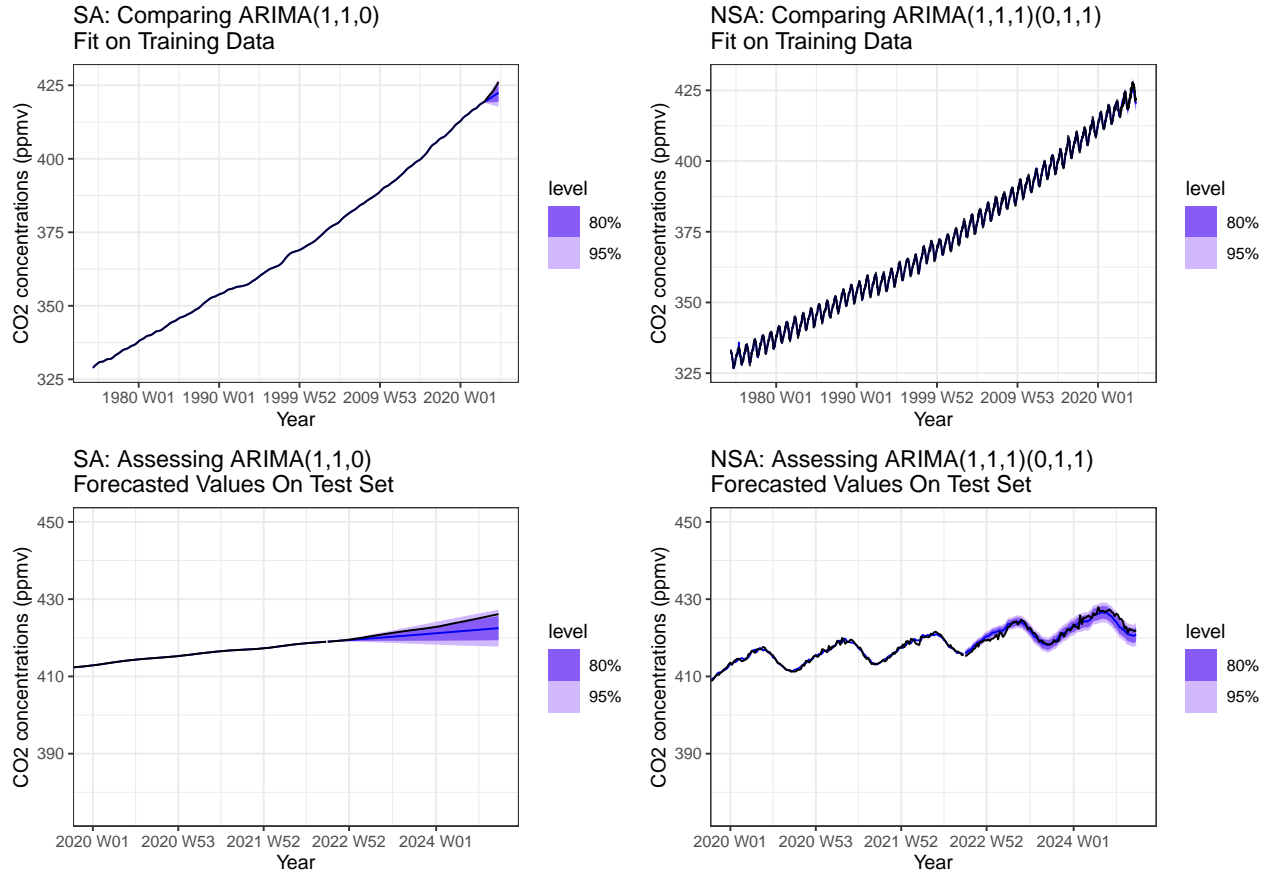 SA: Comparing ARIMA(1,1,0)
Fit on Training Data
CO2 concentrations (ppmv)
425
400
375
350
325
1980 W01 1990 W01 1999 W52 2009 W53 2020 W01
Year
level
80%
95%
NSA: Comparing ARIMA(1,1,1)(0,1,1)
Fit on Training Data
CO2 concentrations (ppmv)
425
400
375
350
325
1980 W01 1990 W01 1999 W52 2009 W53 2020 W01
Year
level
80%
95%
SA: Assessing ARIMA(1,1,0)
Forecasted Values On Test Set
CO2 concentrations (ppmv)
450
430
410
390
2020 W01 2020 W53 2021 W52 2022 W52 2024 W01
Year
level
80%
95%
NSA: Assessing ARIMA(1,1,1)(0,1,1)
Forecasted Values On Test Set
CO2 concentrations (ppmv)
450
430
410
390
2020 W01 2020 W53 2021 W52 2022 W52 2024 W01
Year
level
80%
95%